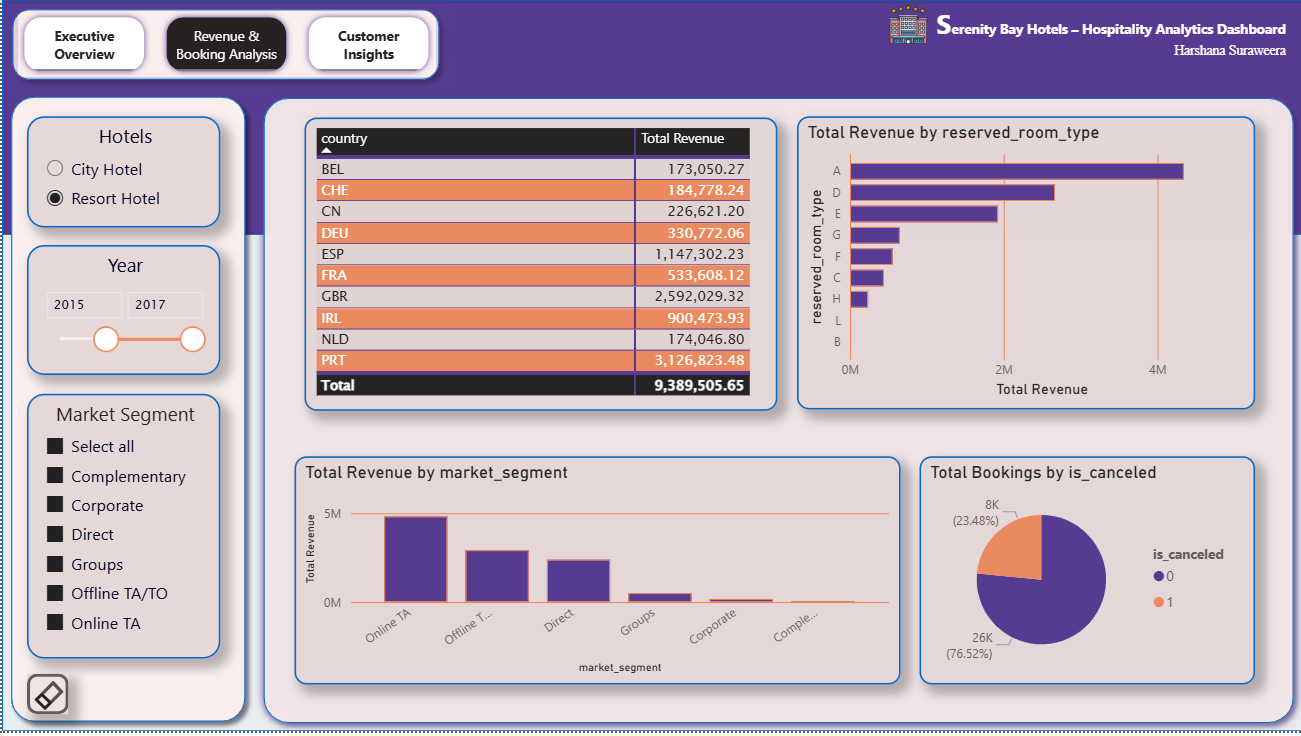 Executive
Overview
Revenue &
Booking Analysis
Customer
Insights
Serenity Bay Hotels – Hospitality Analytics Dashboard
Harshana Suraweera
Hotels
City Hotel
Resort Hotel
Year
2015 2017
Market Segment
Select all
Complementary
Corporate
Direct
Groups
Offline TA/TO
Online TA
country Total Revenue
BEL 173,050.27
CHE 184,778.24
CN 226,621.20
DEU 330,772.06
ESP 1,147,302.23
FRA 533,608.12
GBR 2,592,029.32
IRL 900,473.93
NLD 174,046.80
PRT 3,126,823.48
Total 9,389,505.65
Total Revenue by reserved_room_type
reserved_room_type
A
D
E
G
F
C
H
L
B
0M 2M 4M
Total Revenue
Total Revenue by market_segment
Total Revenue
5M
0M
Online TA Offline T... Direct Groups Corporate Comple...
market_segment
Total Bookings by is_canceled
8K
(23.48%)
26K
(76.52%)
is_canceled
0
1